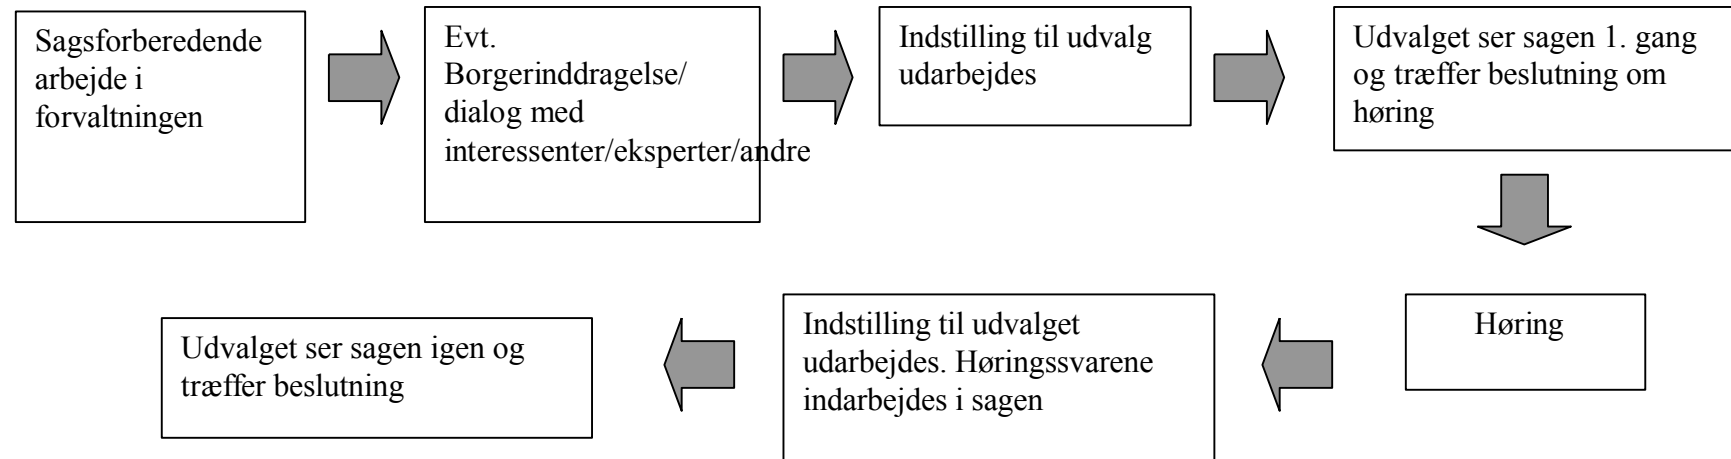 Sagsforberedende
arbejde i
forvaltningen
Evt.
Borgerinddragelse/
dialog med
interessenter/eksperter/andre
Indstilling til udvalg
udarbejdes
Udvalget ser sagen 1. gang
og træffer beslutning om
høring
Høring
Indstilling til udvalget
udarbejdes. Høringssvarene
indarbejdes i sagen
Udvalget ser sagen igen og
træffer beslutning